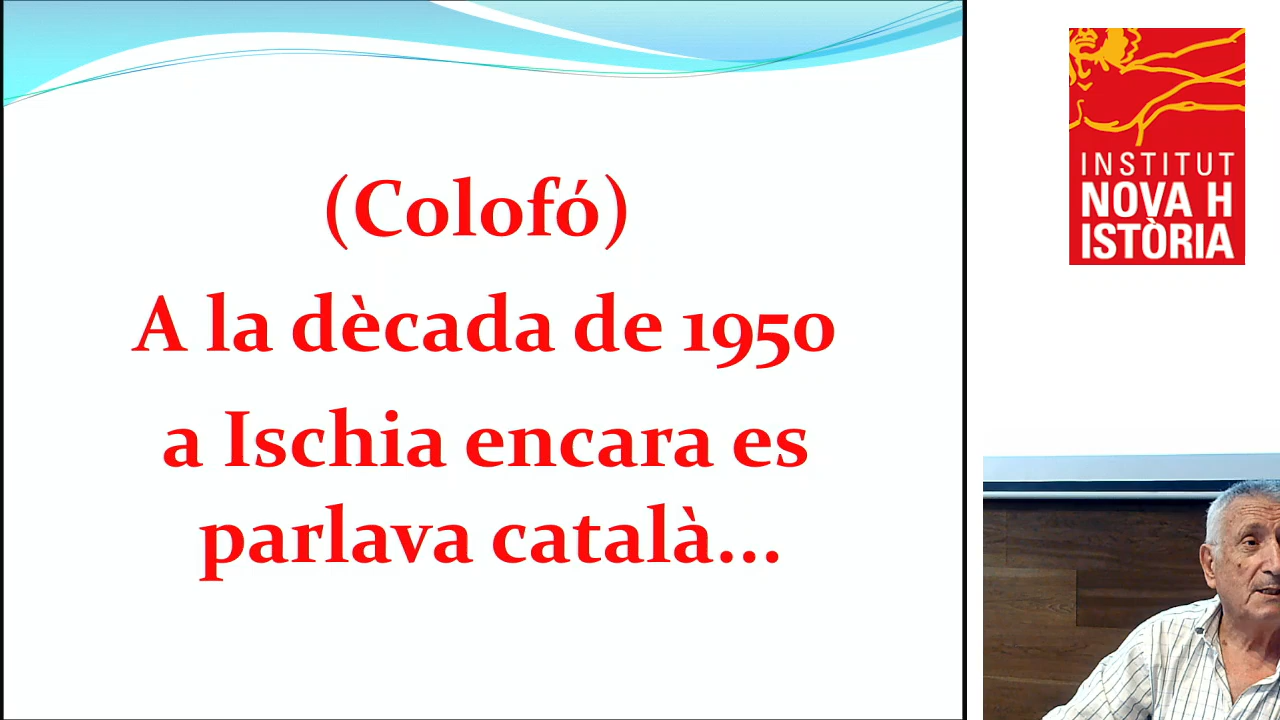 (Colofó)
A la dècada de 1950
a Ischia encara es
parlava català...
INSTITUT
NOVA H
ISTÒRIA